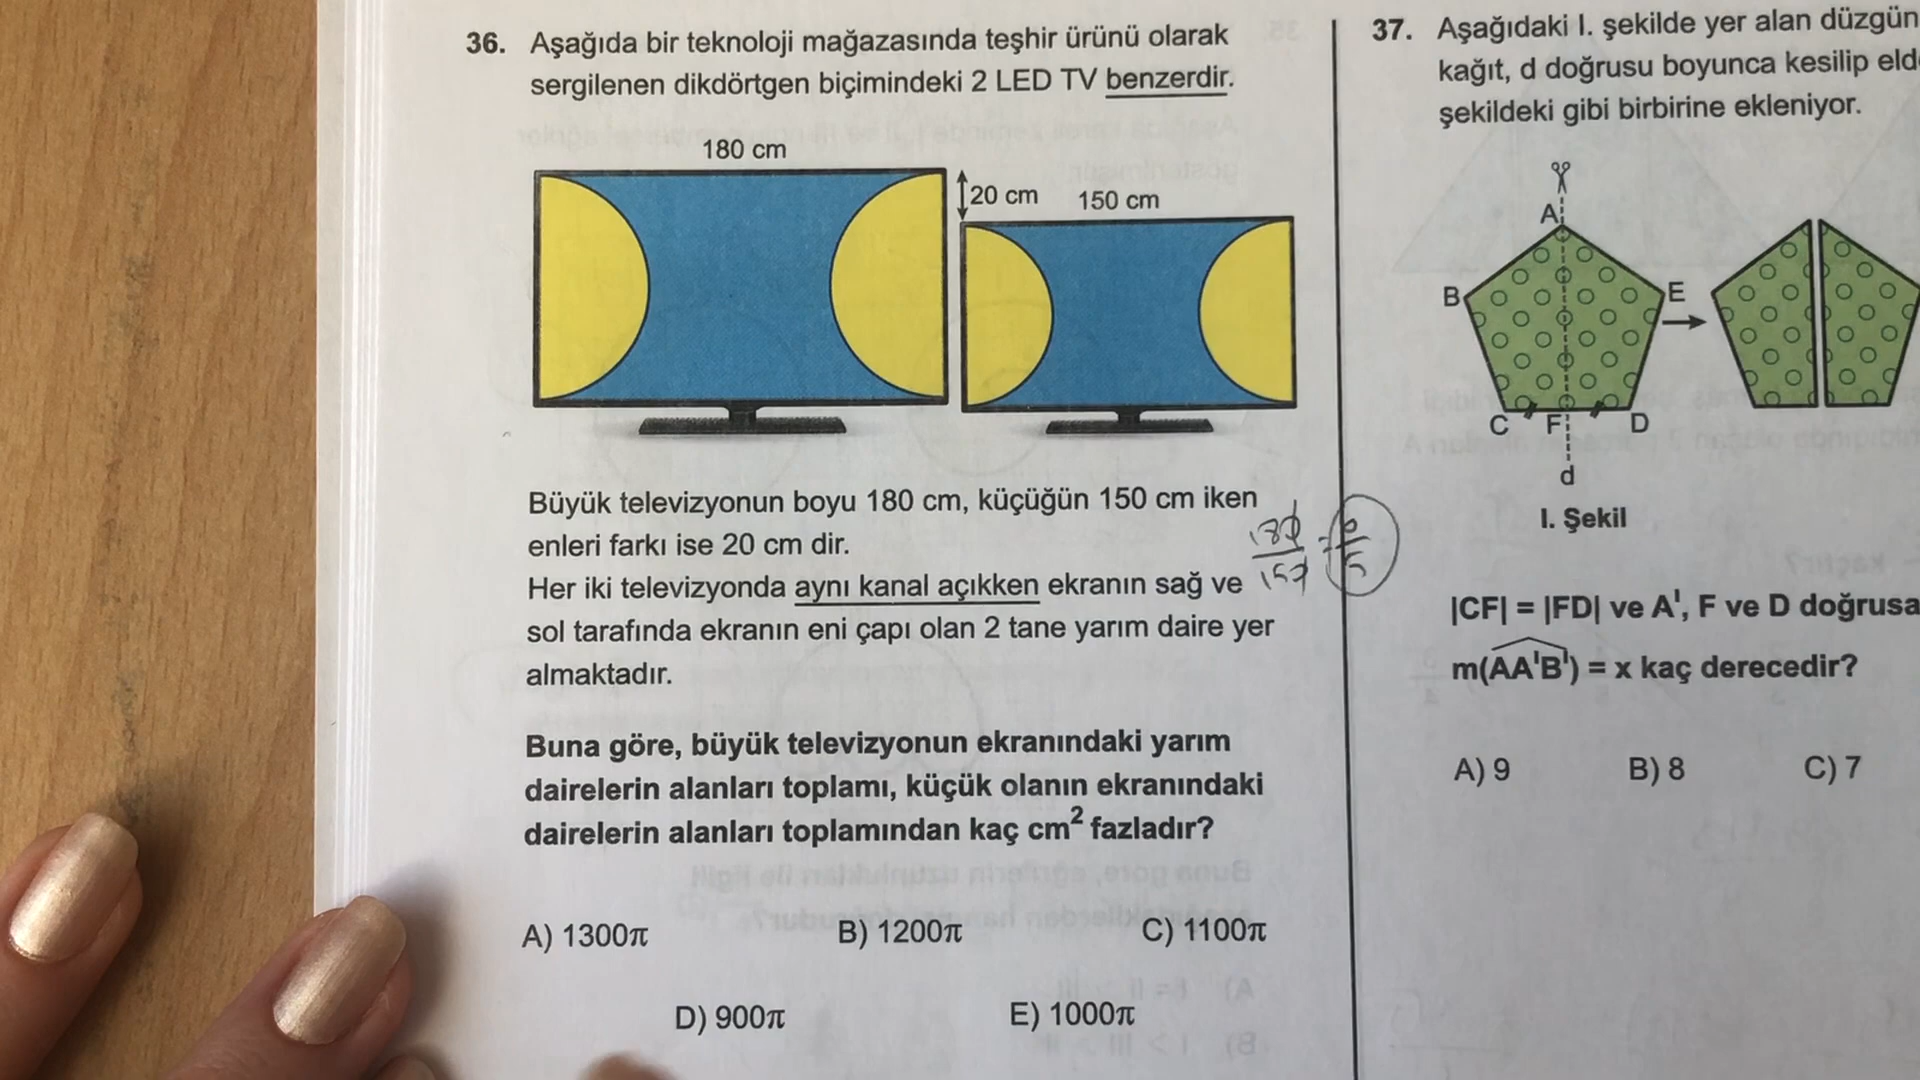 36. Aşağıda bir teknoloji mağazasında teşhir ürünü olarak
sergilenen dikdörtgen biçimindeki 2 LED TV benzerdir.
180 cm
20 cm
150 cm
Büyük televizyonun boyu 180 cm, küçüğün 150 cm iken
enleri farkı ise 20 cm dir.
Her iki televizyonda aynı kanal açıkken ekranın sağ ve
sol tarafında ekranın eni çapı olan 2 tane yarım daire yer
almaktadır.
180/150 = 6/5
Buna göre, büyük televizyonun ekranındaki yarım
dairelerin alanları toplamı, küçük olanın ekranındaki
dairelerin alanları toplamından kaç cm² fazladır?
A) 1300π B) 1200π C) 1100π
D) 900π E) 1000π
37. Aşağıdaki I. şekilde yer alan düzgün
kağıt, d doğrusu boyunca kesilip eld
şekildeki gibi birbirine ekleniyor.
A
B
E
C
F
D
d
I. Şekil
|CF| = |FD| ve A', F ve D doğrusa
m(AA'B') = x kaç derecedir?
A) 9 B) 8 C) 7